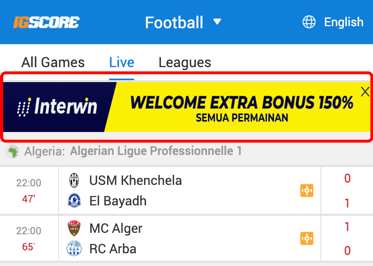 IGSCORE
Football
English
All Games Live Leagues
Interwin
WELCOME EXTRA BONUS 150%
SEMUA PERMAINAN
Algeria: Algerian Ligue Professionnelle 1
22:00 USM Khenchela 0
47' El Bayadh 1
22:00 MC Alger 1
65' RC Arba 0